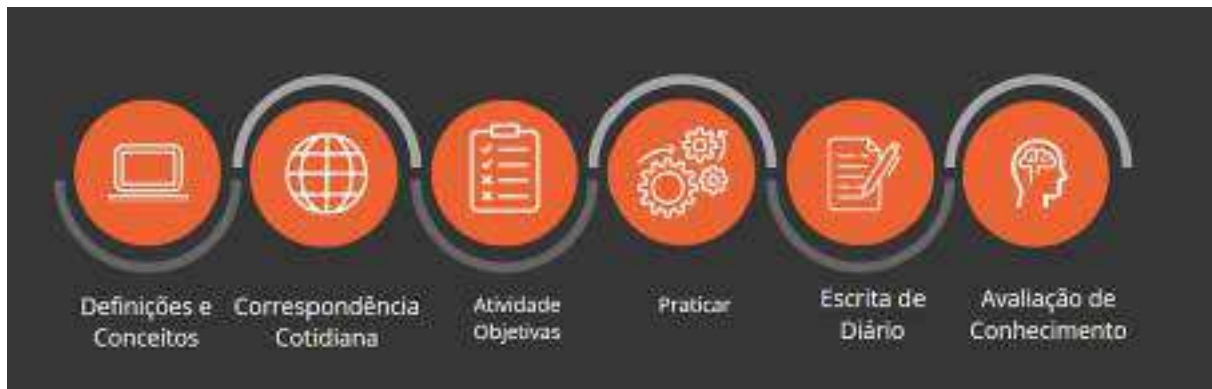 Definições e
Conceitos
Correspondência
Cotidiana
Atividade
Objetivas
Praticar
Escrita de
Diário
Avaliação de
Conhecimento